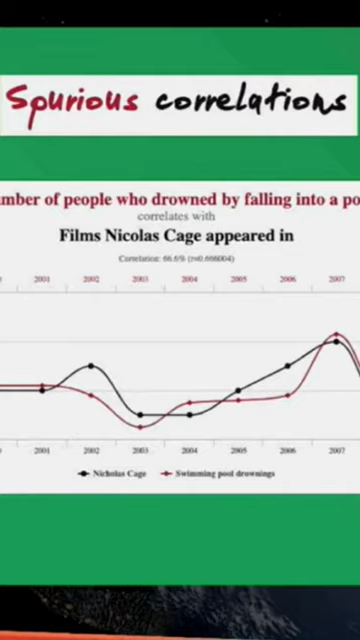 Spurious correlations
mber of people who drowned by falling into a po
correlates with
Films Nicolas Cage appeared in
Correlation: 66.6% (r=0.666004)
2001 2002 2003 2004 2005 2006 2007
2001 2002 2003 2004 2005 2006 2007
Nicholas Cage Swimming pool drownings